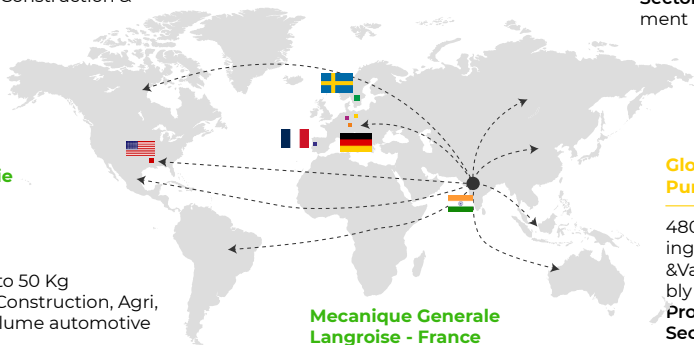 Construction &
Sector
ment
ie
Glo
Pur
480
ing
&Va
bly
Pro
Sec
to 50 Kg
Construction, Agri,
lume automotive
Mecanique Generale
Langroise - France